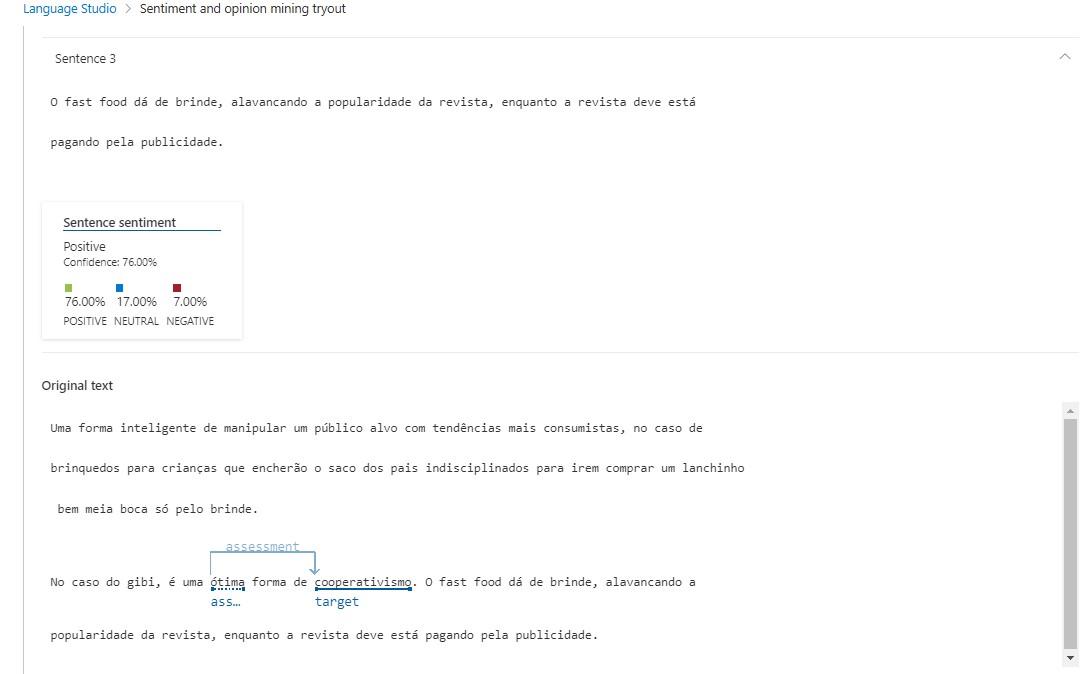 Language Studio > Sentiment and opinion mining tryout
Sentence 3
O fast food dá de brinde, alavancando a popularidade da revista, enquanto a revista deve está
pagando pela publicidade.
Sentence sentiment
Positive
Confidence: 76.00%
76.00% 17.00% 7.00%
POSITIVE NEUTRAL NEGATIVE
Original text
Uma forma inteligente de manipular um público alvo com tendências mais consumistas, no caso de
brinquedos para crianças que encherão o saco dos pais indisciplinados para irem comprar um lanchinho
bem meia boca só pelo brinde.
assessment
No caso do gibi, é uma ótima forma de cooperativismo. O fast food dá de brinde, alavancando a
ass... target
popularidade da revista, enquanto a revista deve está pagando pela publicidade.